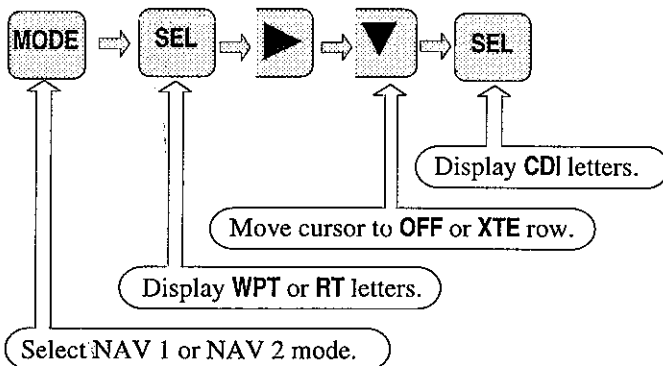 MODE SEL SEL
Display CDI letters.
Move cursor to OFF or XTE row.
Display WPT or RT letters.
Select NAV 1 or NAV 2 mode.